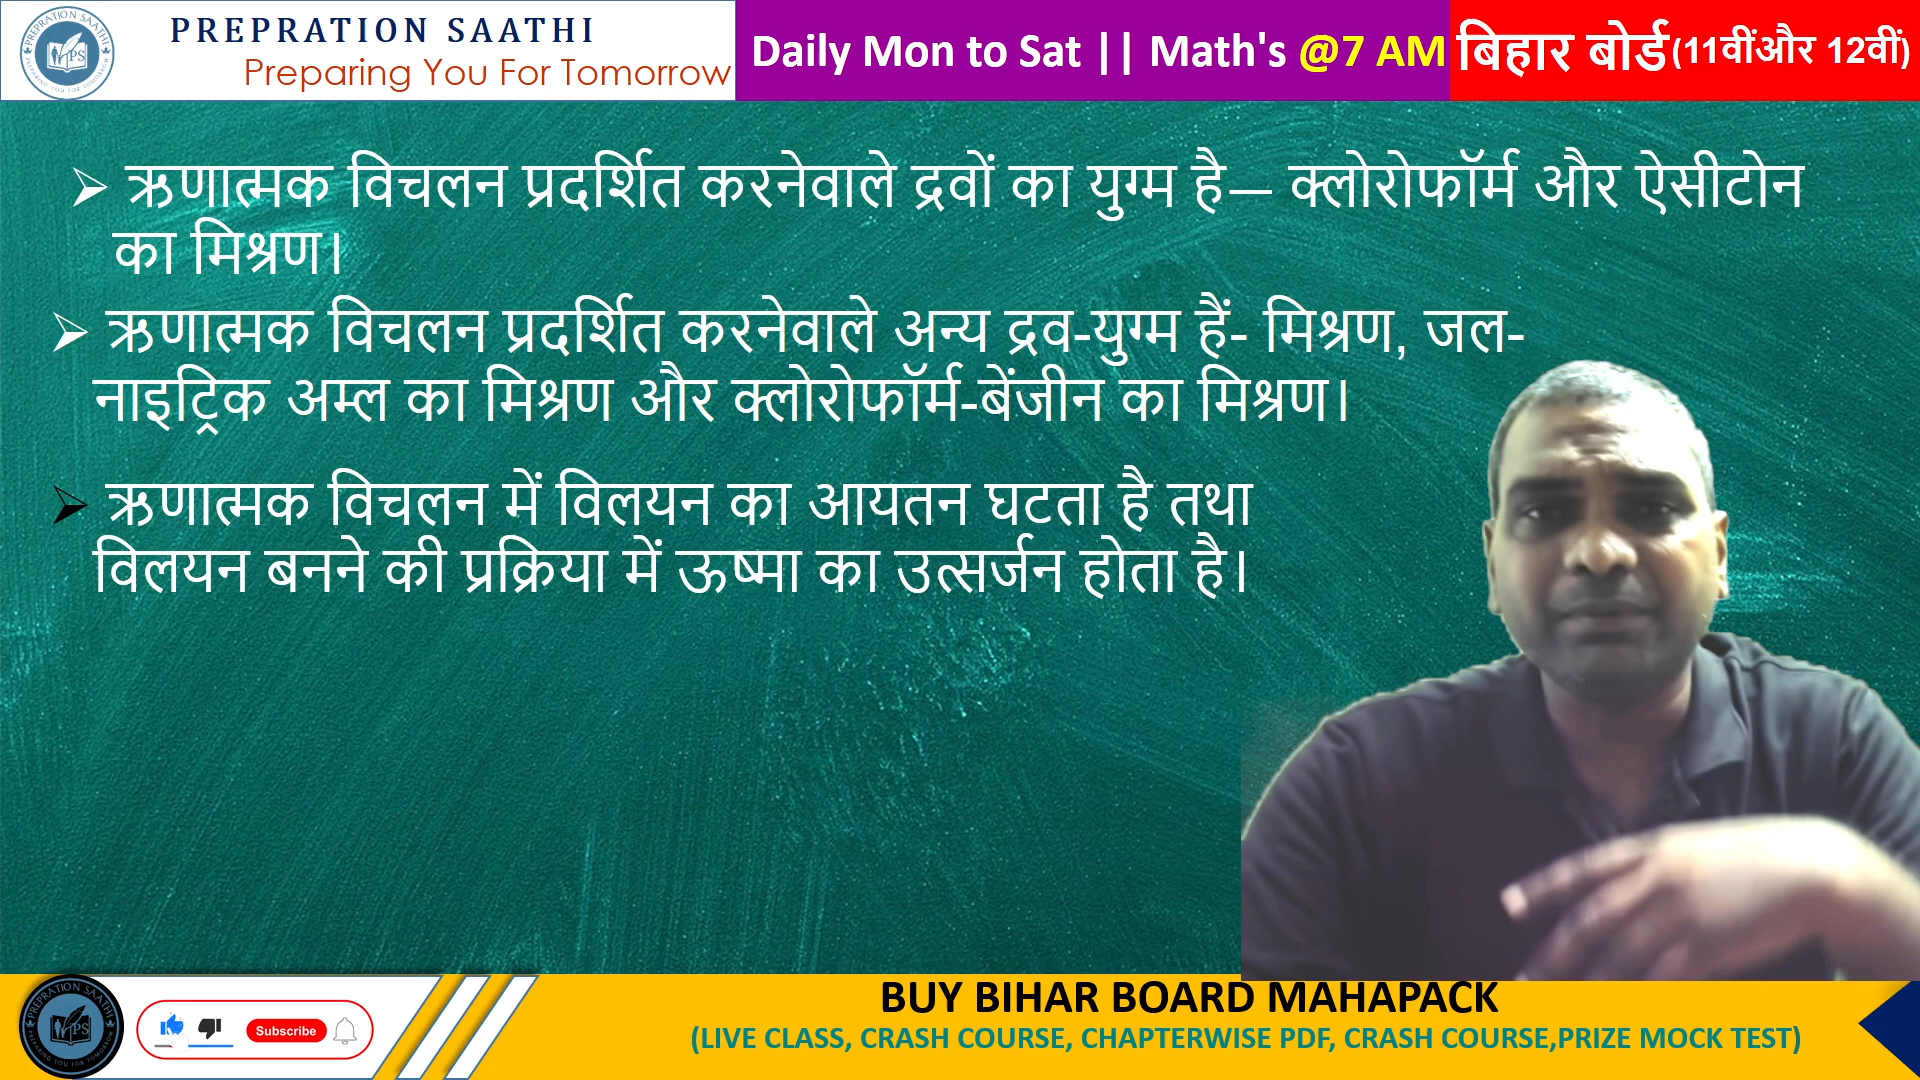 PREPRATION SAATHI
Preparing You For Tomorrow
Daily Mon to Sat || Math's @7 AM
बिहार बोर्ड(11वींऔर 12वीं)
➢ ऋणात्मक विचलन प्रदर्शित करनेवाले द्रवों का युग्म है— क्लोरोफॉर्म और ऐसीटोन
का मिश्रण।
➢ ऋणात्मक विचलन प्रदर्शित करनेवाले अन्य द्रव-युग्म हैं- मिश्रण, जल-
नाइट्रिक अम्ल का मिश्रण और क्लोरोफॉर्म-बेंजीन का मिश्रण।
➢ ऋणात्मक विचलन में विलयन का आयतन घटता है तथा
विलयन बनने की प्रक्रिया में ऊष्मा का उत्सर्जन होता है।
Subscribe
BUY BIHAR BOARD MAHAPACK
(LIVE CLASS, CRASH COURSE, CHAPTERWISE PDF, CRASH COURSE,PRIZE MOCK TEST)